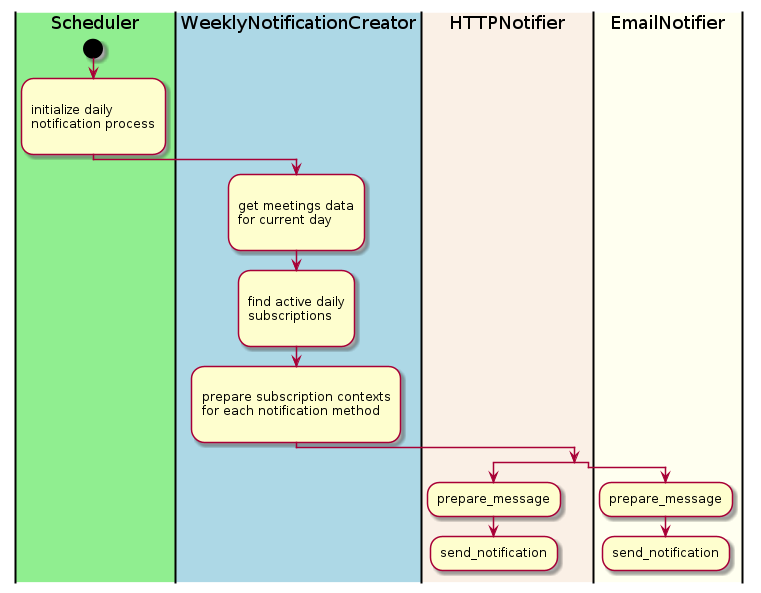 Scheduler
WeeklyNotificationCreator
HTTPNotifier
EmailNotifier
initialize daily
notification process
get meetings data
for current day
find active daily
subscriptions
prepare subscription contexts
for each notification method
prepare_message
prepare_message
send_notification
send_notification